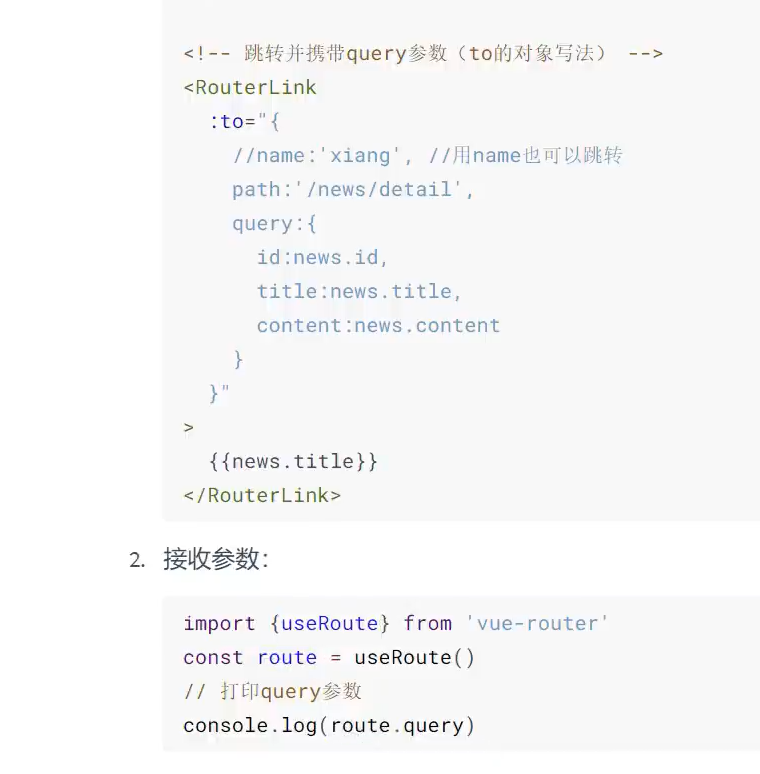 <!-- 跳转并携带query参数（to的对象写法） -->
<RouterLink
  :to="{
    //name:'xiang', //用name也可以跳转
    path:'/news/detail',
    query:{
      id:news.id,
      title:news.title,
      content:news.content
    }
  }"
>
  {{news.title}}
</RouterLink>
2. 接收参数：
import {useRoute} from 'vue-router'
const route = useRoute()
// 打印query参数
console.log(route.query)